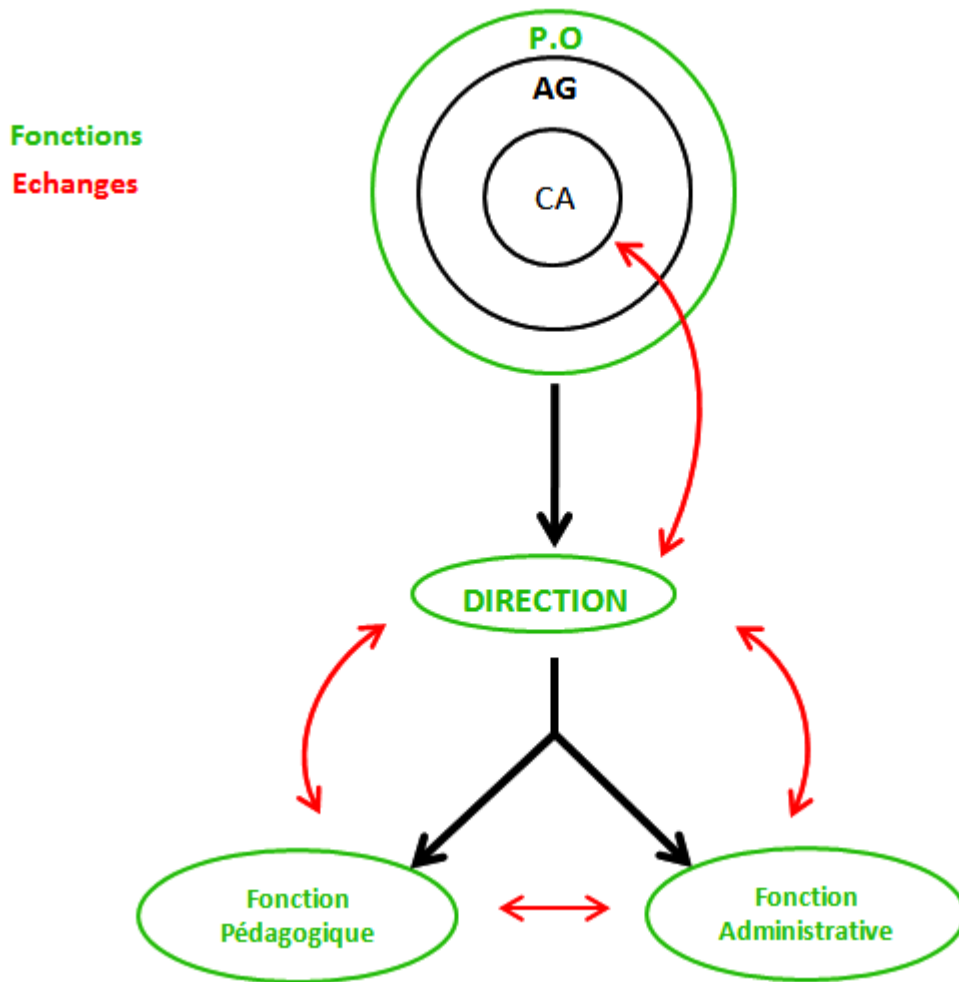 P.O
AG
Fonctions
Echanges
CA
DIRECTION
Fonction
Pédagogique
Fonction
Administrative